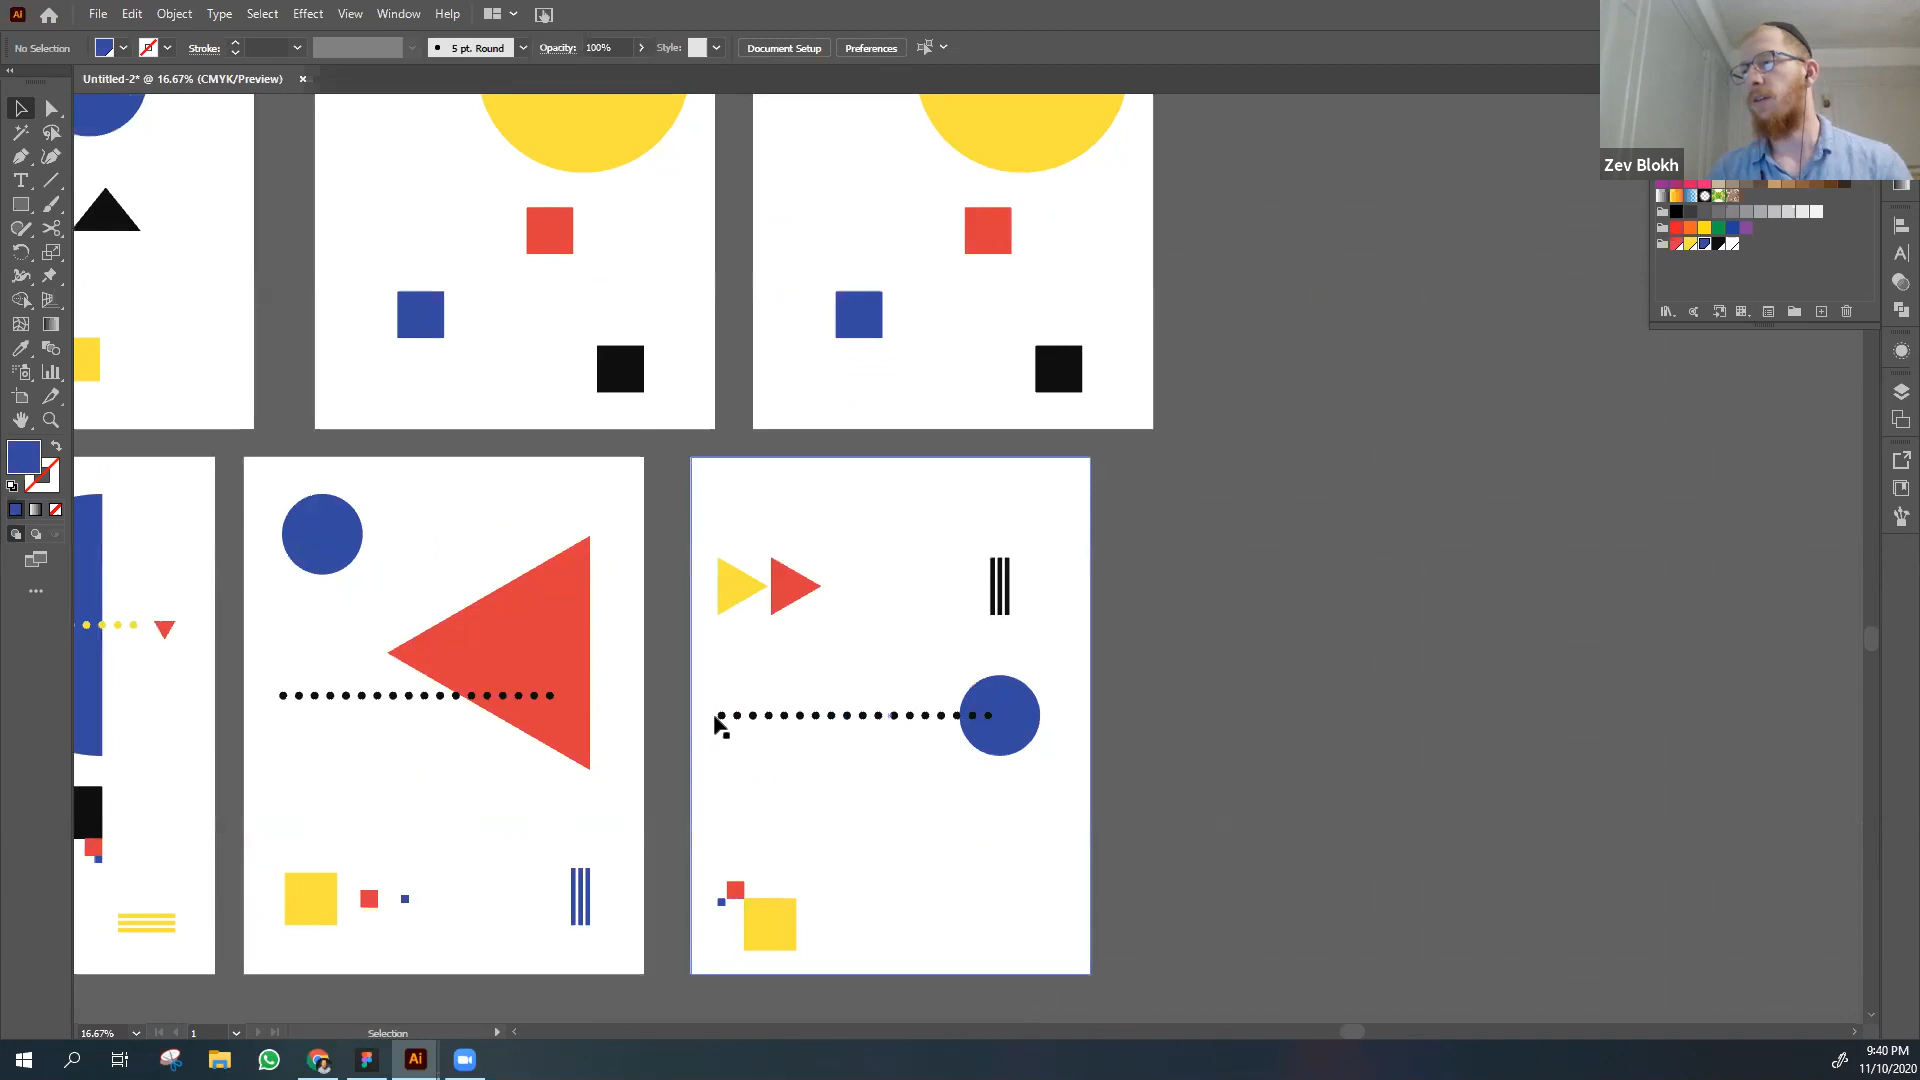 Ai File Edit Object Type Select Effect View Window Help
No Selection Stroke: 5 pt. Round Opacity: 100% Style: Document Setup Preferences
Untitled-2* @ 16.67% (CMYK/Preview) ×
Zev Blokh
16.67% 1 Selection
Ai
9:40 PM
11/10/2020